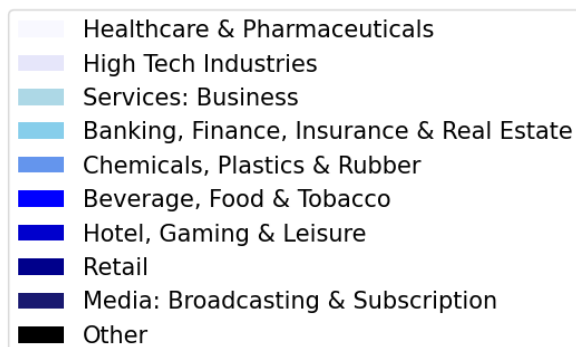 Healthcare & Pharmaceuticals
High Tech Industries
Services: Business
Banking, Finance, Insurance & Real Estate
Chemicals, Plastics & Rubber
Beverage, Food & Tobacco
Hotel, Gaming & Leisure
Retail
Media: Broadcasting & Subscription
Other